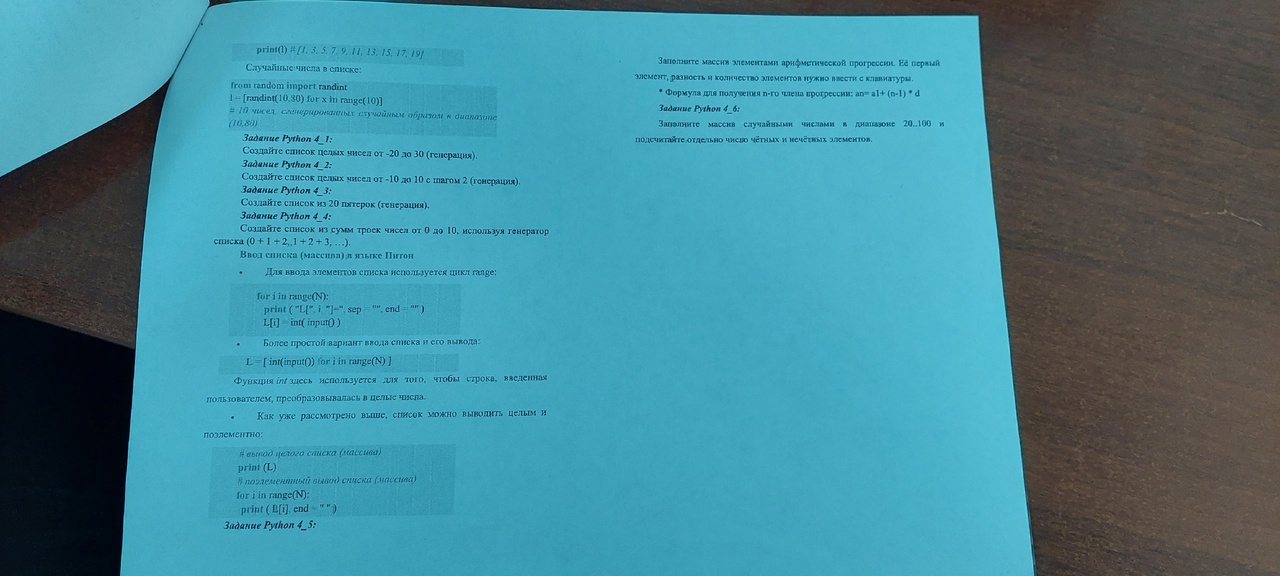 print(l) #[1, 3, 5, 7, 9, 11, 13, 15, 17, 19]
Случайные числа в списке:
from random import randint
l = [randint(10,80) for x in range(10)]
# 10 чисел, сгенерированных случайным образом в диапазоне
(10,80)
Задание Python 4_1:
Создайте список целых чисел от -20 до 30 (генерация).
Задание Python 4_2:
Создайте список целых чисел от -10 до 10 с шагом 2 (генерация).
Задание Python 4_3:
Создайте список из 20 пятерок (генерация).
Задание Python 4_4:
Создайте список из сумм троек чисел от 0 до 10, используя генератор
списка (0 + 1 + 2, 1 + 2 + 3, …).
Ввод списка (массива) в языке Питон
• Для ввода элементов списка используется цикл range:
for i in range(N):
print ( "L[", i, "]=", sep = "", end = "" )
L[i] = int( input() )
• Более простой вариант ввода списка и его вывода:
L = [ int(input()) for i in range(N) ]
Функция int здесь используется для того, чтобы строка, введенная
пользователем, преобразовывалась в целые числа.
• Как уже рассмотрено выше, список можно выводить целым и
поэлементно:
# вывод целого списка (массива)
print (L)
# поэлементный вывод списка (массива)
for i in range(N):
print ( L[i], end = " " )
Задание Python 4_5:
Заполните массив элементами арифметической прогрессии. Её первый
элемент, разность и количество элементов нужно ввести с клавиатуры.
* Формула для получения n-го члена прогрессии: an= a1+ (n-1) * d
Задание Python 4_6:
Заполните массив случайными числами в диапазоне 20..100 и
подсчитайте отдельно число чётных и нечётных элементов.